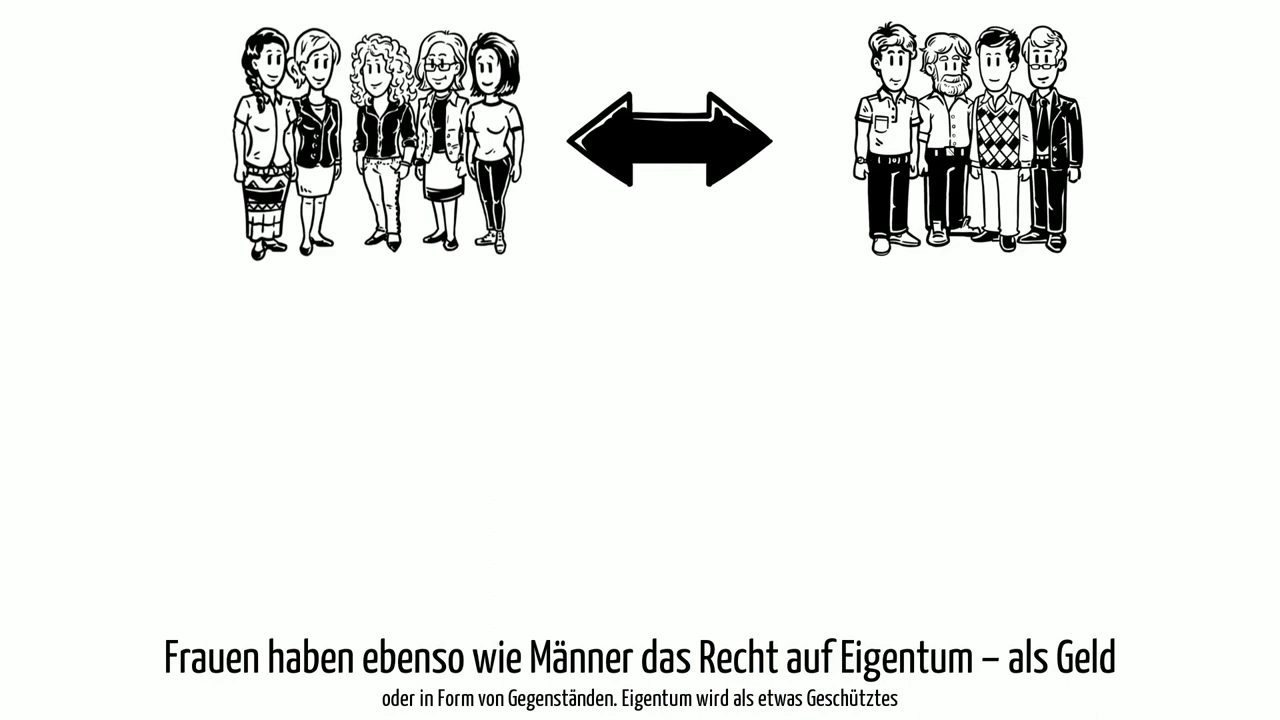 Frauen haben ebenso wie Männer das Recht auf Eigentum – als Geld
oder in Form von Gegenständen. Eigentum wird als etwas Geschütztes